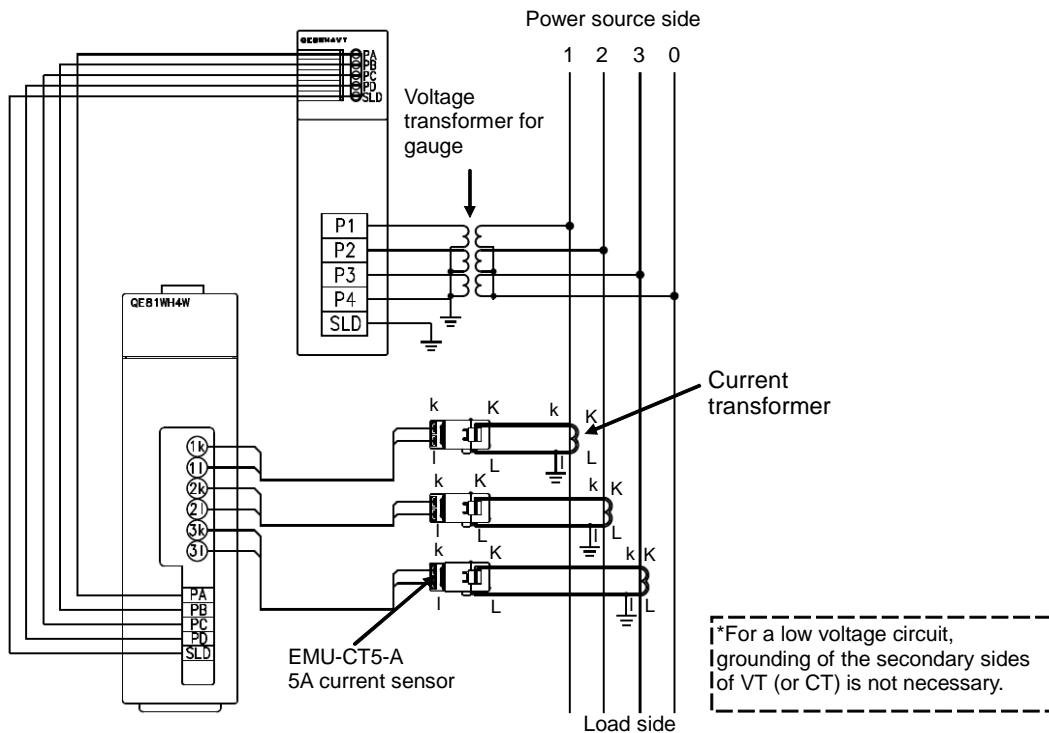 Power source side
1 2 3 0
PA
PB
PC
PD
SLD
Voltage
transformer for
gauge
P1
P2
P3
P4
SLD
QE81WH4W
Current
transformer
k K k K
l L l L
k K k K
l L l L
k K k K
l L l L
1k
1l
2k
2l
3k
3l
PA
PB
PC
PD
SLD
EMU-CT5-A
5A current sensor
*For a low voltage circuit,
grounding of the secondary sides
of VT (or CT) is not necessary.
Load side